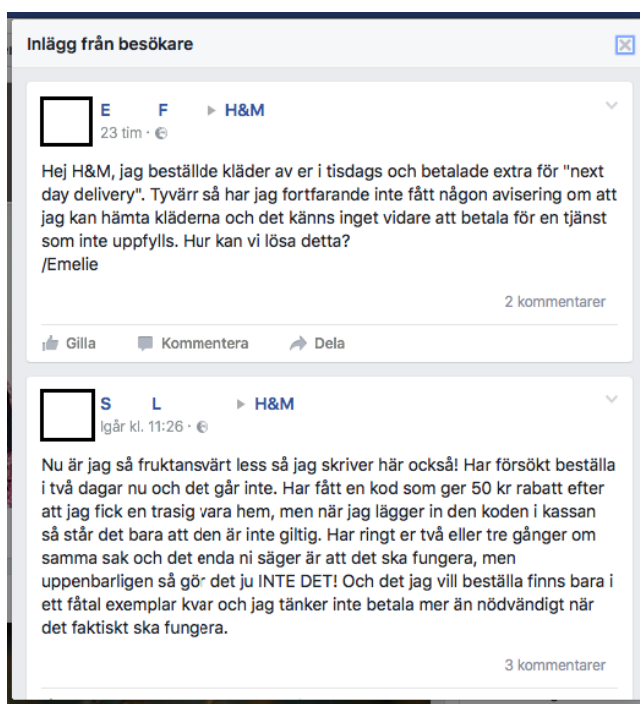 Inlägg från besökare
E F ▶ H&M
23 tim ·
Hej H&M, jag beställde kläder av er i tisdags och betalade extra för "next
day delivery". Tyvärr så har jag fortfarande inte fått någon avisering om att
jag kan hämta kläderna och det känns inget vidare att betala för en tjänst
som inte uppfylls. Hur kan vi lösa detta?
/Emelie
2 kommentarer
Gilla Kommentera Dela
S L ▶ H&M
Igår kl. 11:26 ·
Nu är jag så fruktansvärt less så jag skriver här också! Har försökt beställa
i två dagar nu och det går inte. Har fått en kod som ger 50 kr rabatt efter
att jag fick en trasig vara hem, men när jag lägger in den koden i kassan
så står det bara att den är inte giltig. Har ringt er två eller tre gånger om
samma sak och det enda ni säger är att det ska fungera, men
uppenbarligen så gör det ju INTE DET! Och det jag vill beställa finns bara i
ett fåtal exemplar kvar och jag tänker inte betala mer än nödvändigt när
det faktiskt ska fungera.
3 kommentarer